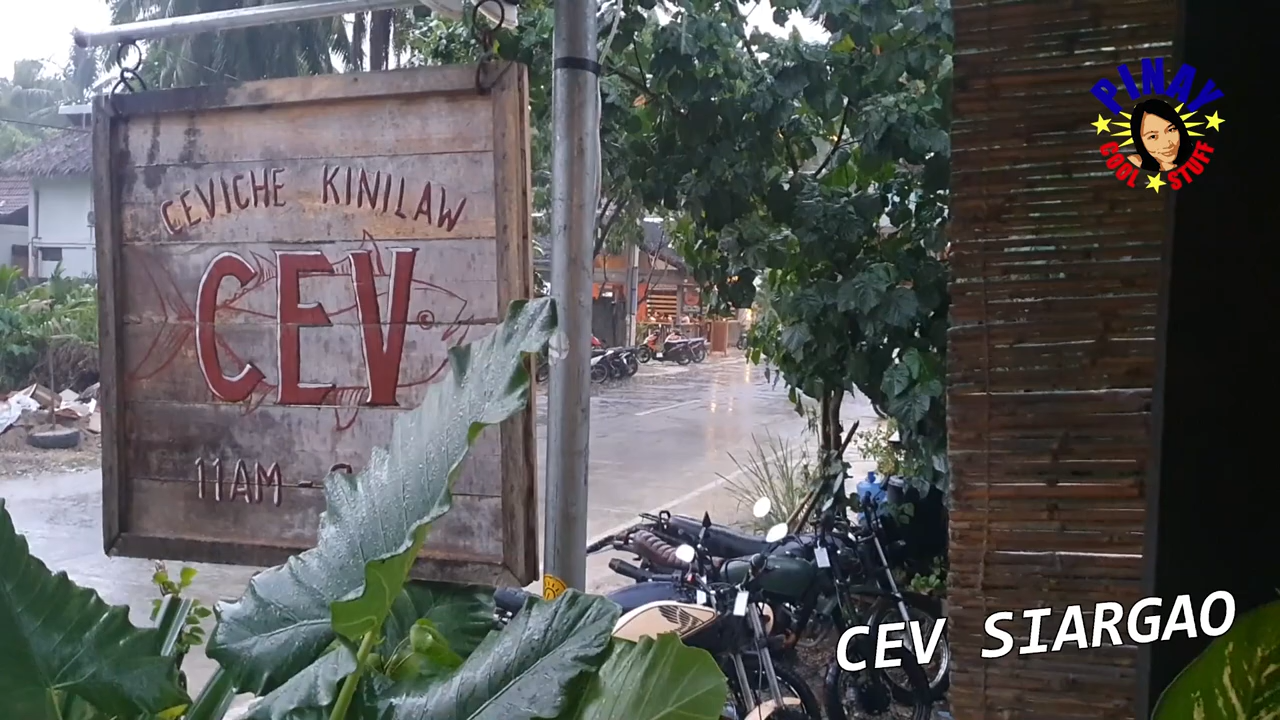 CEVICHE KINILAW
CEV
©
11AM -
PINAY
COOL STUFF
CEV SIARGAO